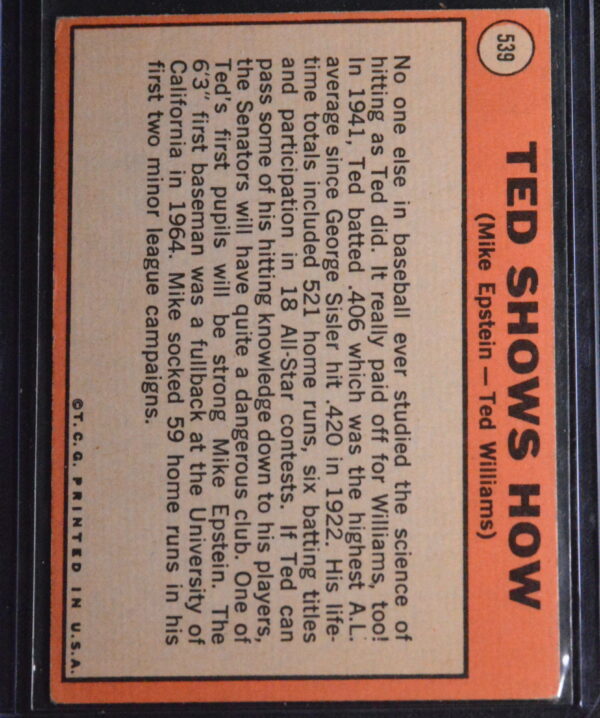 539
TED SHOWS HOW
(Mike Epstein — Ted Williams)
No one else in baseball ever studied the science of
hitting as Ted did. It really paid off for Williams, too!
In 1941, Ted batted .406 which was the highest A.L.
average since George Sisler hit .420 in 1922. His life-
time totals included 521 home runs, six batting titles
and participation in 18 All-Star contests. If Ted can
pass some of his hitting knowledge down to his players,
the Senators will have quite a dangerous club. One of
Ted's first pupils will be strong Mike Epstein. The
6'3" first baseman was a fullback at the University of
California in 1964. Mike socked 59 home runs in his
first two minor league campaigns.
©T.C.G. PRINTED IN U.S.A.